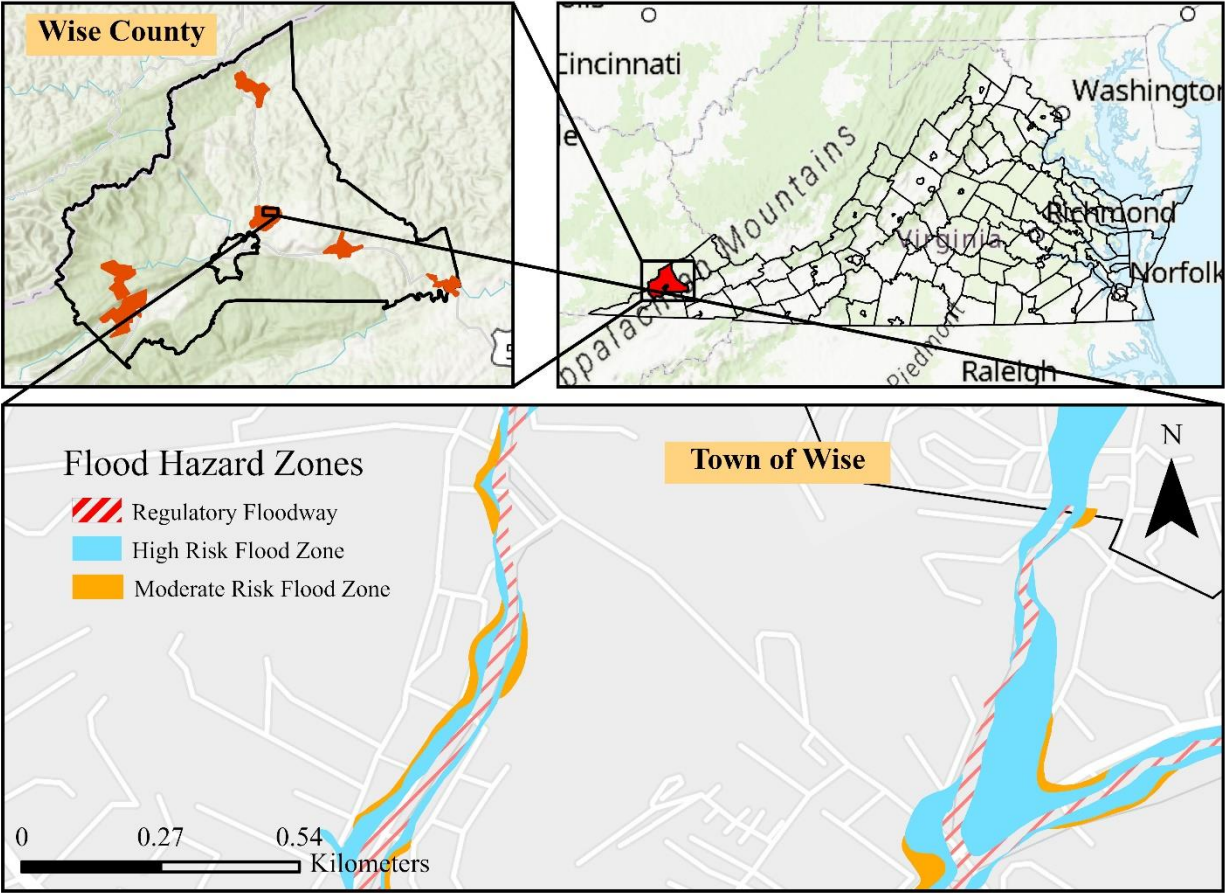 Wise County
Cincinnati
Washington
Appalachian Mountains
Richmond
Virginia
Norfolk
Piedmont
Raleigh
Flood Hazard Zones
Regulatory Floodway
High Risk Flood Zone
Moderate Risk Flood Zone
Town of Wise
N
0 0.27 0.54
Kilometers